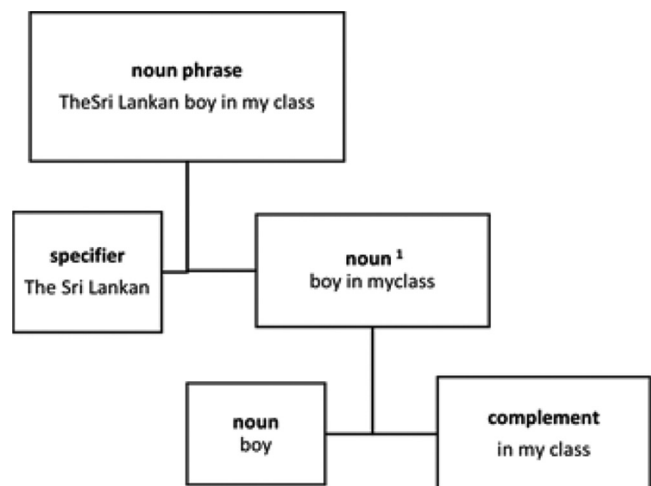 noun phrase
TheSri Lankan boy in my class
specifier
The Sri Lankan
noun ¹
boy in myclass
noun
boy
complement
in my class